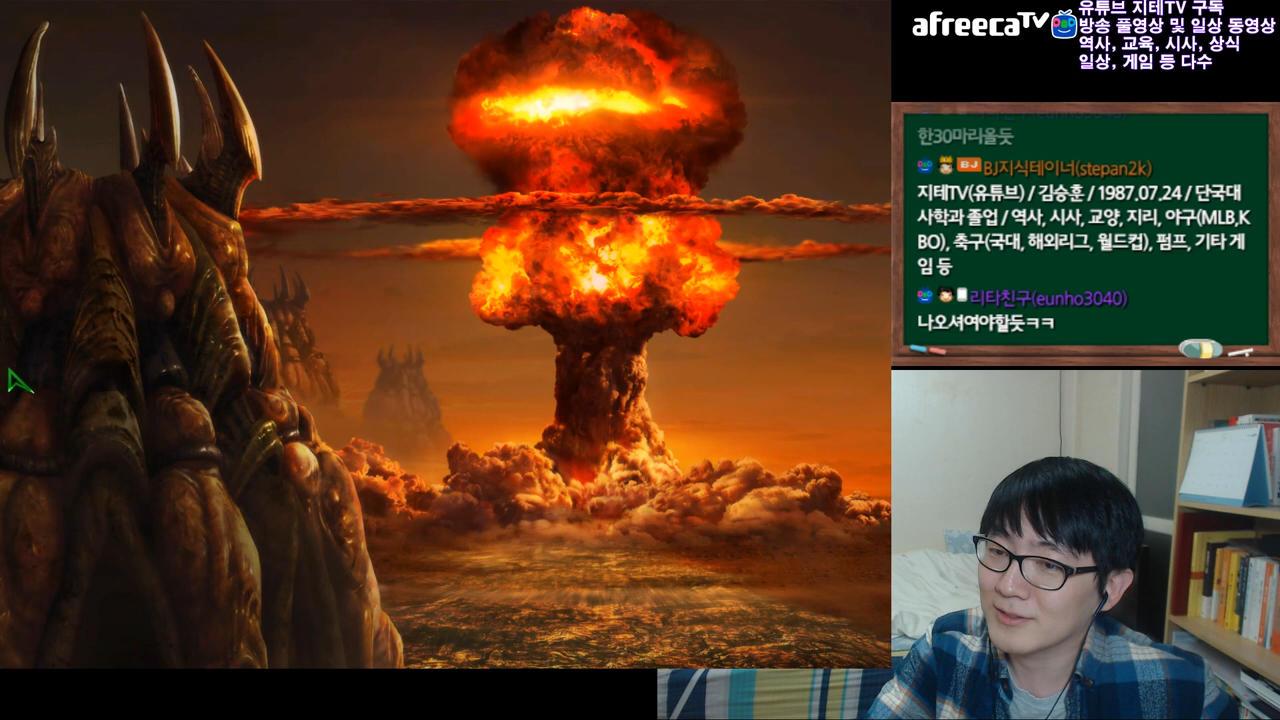 afreecaTV
유튜브 지테TV 구독
방송 풀영상 및 일상 동영상
역사, 교육, 시사, 상식
일상, 게임 등 다수
한30마리올듯
BJ BJ지식테이너(stepan2k)
지테TV(유튜브) / 김승훈 / 1987.07.24 / 단국대
사학과 졸업 / 역사, 시사, 교양, 지리, 야구(MLB,K
BO), 축구(국대, 해외리그, 월드컵), 펌프, 기타 게
임 등
리타친구(eunho3040)
나오셔여야할듯ㅋㅋ